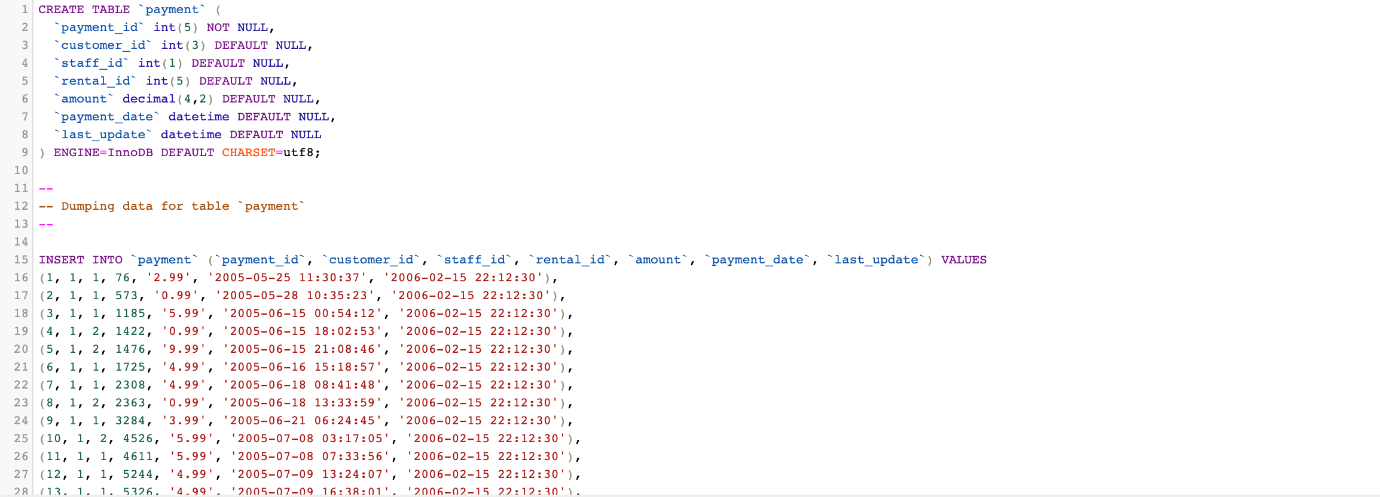 1 CREATE TABLE `payment` (
2 `payment_id` int(5) NOT NULL,
3 `customer_id` int(3) DEFAULT NULL,
4 `staff_id` int(1) DEFAULT NULL,
5 `rental_id` int(5) DEFAULT NULL,
6 `amount` decimal(4,2) DEFAULT NULL,
7 `payment_date` datetime DEFAULT NULL,
8 `last_update` datetime DEFAULT NULL
9 ) ENGINE=InnoDB DEFAULT CHARSET=utf8;
10
11 --
12 -- Dumping data for table `payment`
13 --
14
15 INSERT INTO `payment` (`payment_id`, `customer_id`, `staff_id`, `rental_id`, `amount`, `payment_date`, `last_update`) VALUES
16 (1, 1, 1, 76, '2.99', '2005-05-25 11:30:37', '2006-02-15 22:12:30'),
17 (2, 1, 1, 573, '0.99', '2005-05-28 10:35:23', '2006-02-15 22:12:30'),
18 (3, 1, 1, 1185, '5.99', '2005-06-15 00:54:12', '2006-02-15 22:12:30'),
19 (4, 1, 2, 1422, '0.99', '2005-06-15 18:02:53', '2006-02-15 22:12:30'),
20 (5, 1, 2, 1476, '9.99', '2005-06-15 21:08:46', '2006-02-15 22:12:30'),
21 (6, 1, 1, 1725, '4.99', '2005-06-16 15:18:57', '2006-02-15 22:12:30'),
22 (7, 1, 1, 2308, '4.99', '2005-06-18 08:41:48', '2006-02-15 22:12:30'),
23 (8, 1, 2, 2363, '0.99', '2005-06-18 13:33:59', '2006-02-15 22:12:30'),
24 (9, 1, 1, 3284, '3.99', '2005-06-21 06:24:45', '2006-02-15 22:12:30'),
25 (10, 1, 2, 4526, '5.99', '2005-07-08 03:17:05', '2006-02-15 22:12:30'),
26 (11, 1, 1, 4611, '5.99', '2005-07-08 07:33:56', '2006-02-15 22:12:30'),
27 (12, 1, 1, 5244, '4.99', '2005-07-09 13:24:07', '2006-02-15 22:12:30'),
28 (13, 1, 1, 5326, '4.99', '2005-07-09 16:38:01', '2006-02-15 22:12:30'),